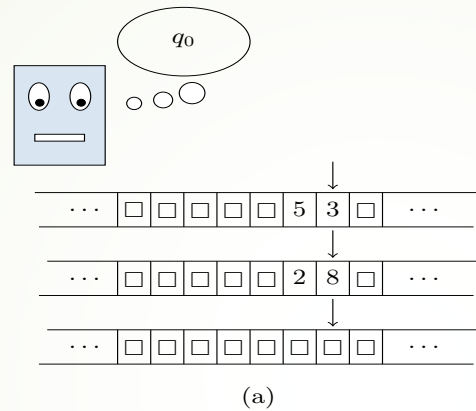 q₀
⋯ □ □ □ □ □ 5 3 □ ⋯
⋯ □ □ □ □ □ 2 8 □ ⋯
⋯ □ □ □ □ □ □ □ □ ⋯
(a)